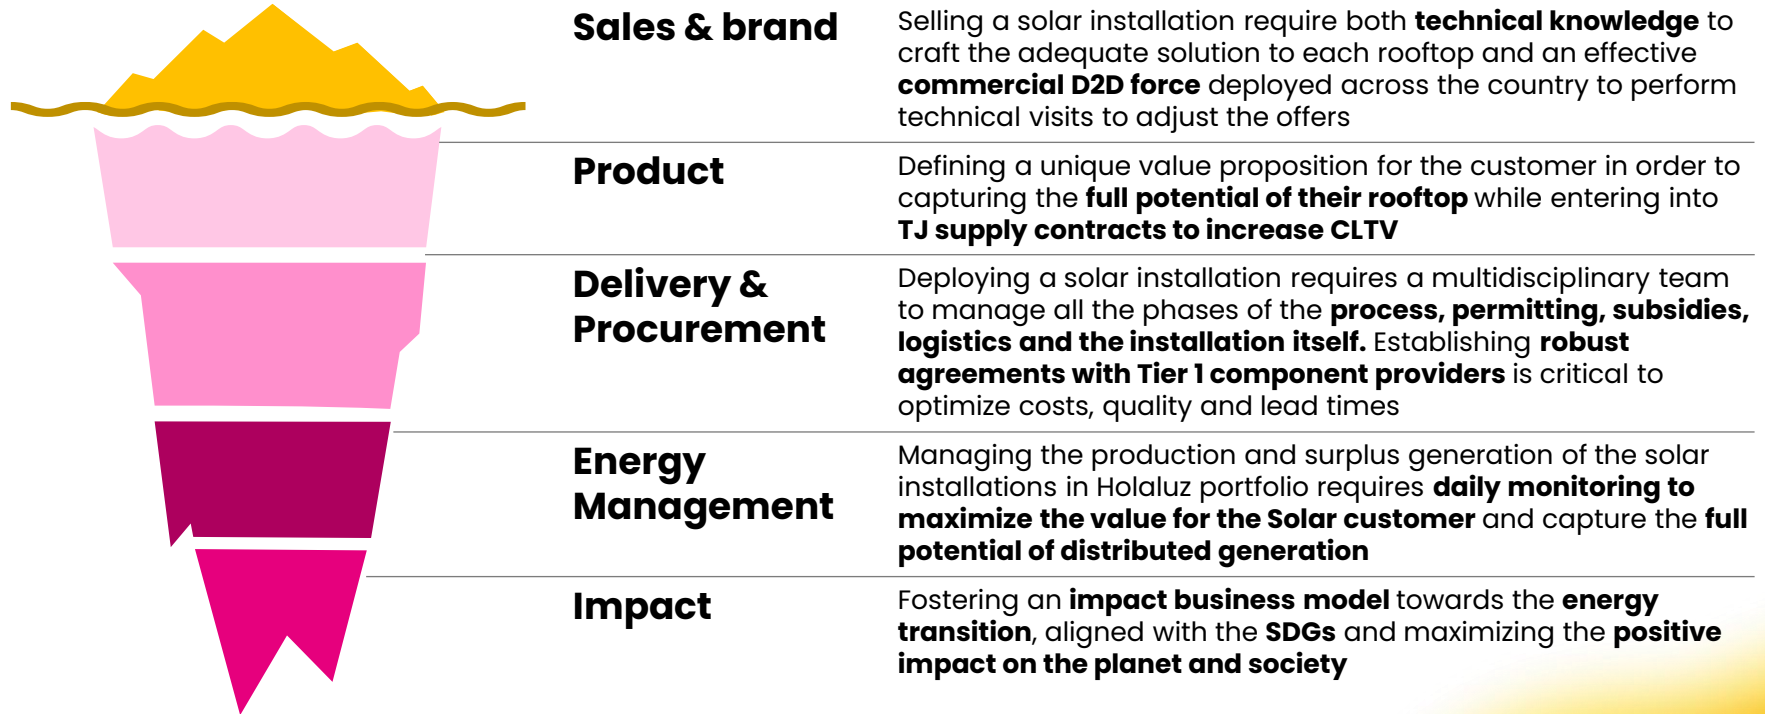 Sales & brand
Selling a solar installation require both technical knowledge to
craft the adequate solution to each rooftop and an effective
commercial D2D force deployed across the country to perform
technical visits to adjust the offers
Product
Defining a unique value proposition for the customer in order to
capturing the full potential of their rooftop while entering into
TJ supply contracts to increase CLTV
Delivery &
Procurement
Deploying a solar installation requires a multidisciplinary team
to manage all the phases of the process, permitting, subsidies,
logistics and the installation itself. Establishing robust
agreements with Tier 1 component providers is critical to
optimize costs, quality and lead times
Energy
Management
Managing the production and surplus generation of the solar
installations in Holaluz portfolio requires daily monitoring to
maximize the value for the Solar customer and capture the full
potential of distributed generation
Impact
Fostering an impact business model towards the energy
transition, aligned with the SDGs and maximizing the positive
impact on the planet and society